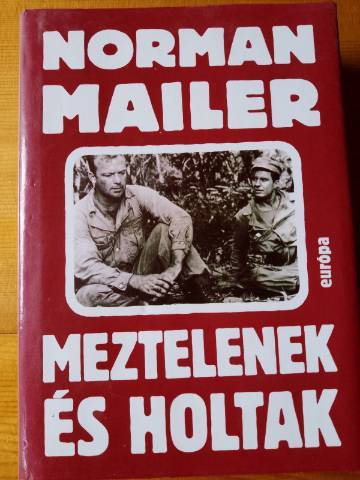 NORMAN
MAILER
európa
MEZTELENEK
ÉS HOLTAK